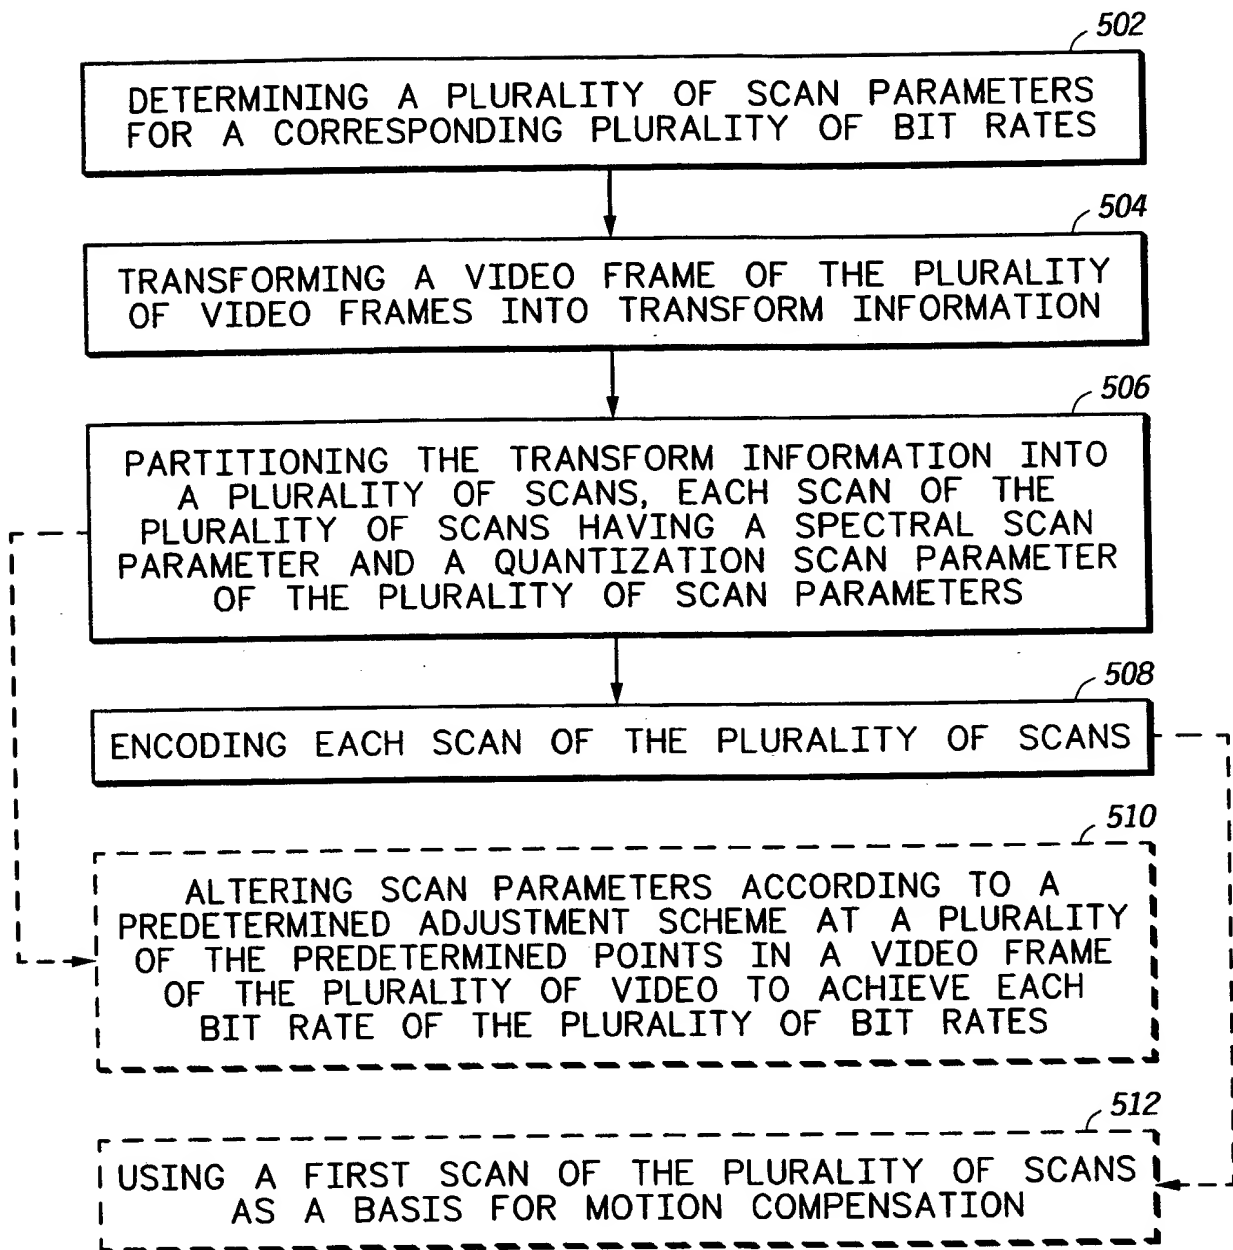 502
DETERMINING A PLURALITY OF SCAN PARAMETERS
FOR A CORRESPONDING PLURALITY OF BIT RATES
504
TRANSFORMING A VIDEO FRAME OF THE PLURALITY
OF VIDEO FRAMES INTO TRANSFORM INFORMATION
506
PARTITIONING THE TRANSFORM INFORMATION INTO
A PLURALITY OF SCANS, EACH SCAN OF THE
PLURALITY OF SCANS HAVING A SPECTRAL SCAN
PARAMETER AND A QUANTIZATION SCAN PARAMETER
OF THE PLURALITY OF SCAN PARAMETERS
508
ENCODING EACH SCAN OF THE PLURALITY OF SCANS
510
ALTERING SCAN PARAMETERS ACCORDING TO A
PREDETERMINED ADJUSTMENT SCHEME AT A PLURALITY
OF THE PREDETERMINED POINTS IN A VIDEO FRAME
OF THE PLURALITY OF VIDEO TO ACHIEVE EACH
BIT RATE OF THE PLURALITY OF BIT RATES
512
USING A FIRST SCAN OF THE PLURALITY OF SCANS
AS A BASIS FOR MOTION COMPENSATION